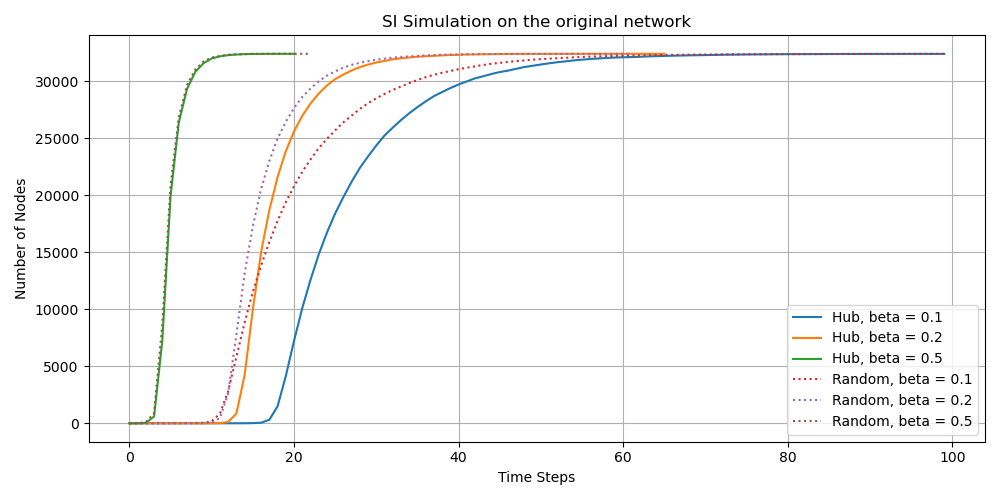 SI Simulation on the original network
Number of Nodes
30000
25000
20000
15000
10000
5000
0
0 20 40 60 80 100
Time Steps
Hub, beta = 0.1
Hub, beta = 0.2
Hub, beta = 0.5
Random, beta = 0.1
Random, beta = 0.2
Random, beta = 0.5